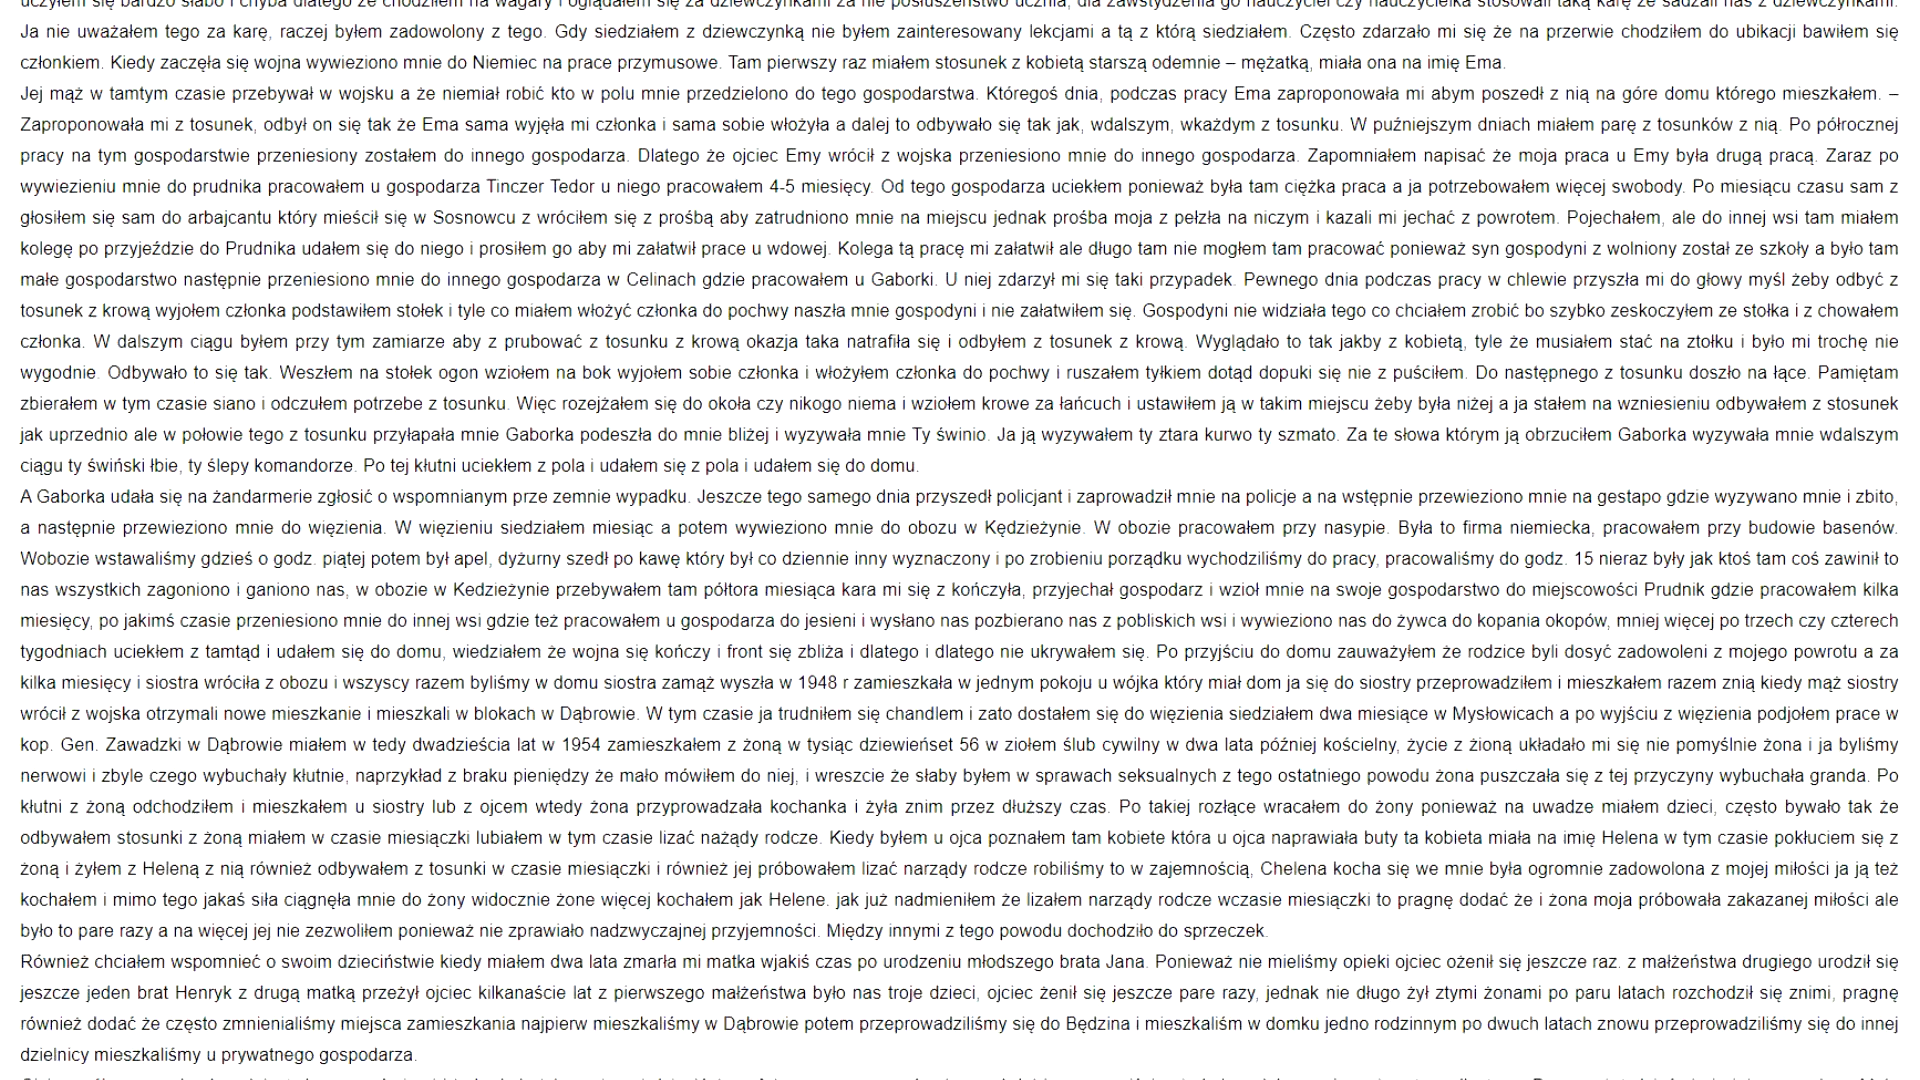 uczyłem się bardzo słabo i chyba dlatego że chodziłem na wagary i oglądałem się za dziewczynkami za nie posłuszeństwo ucznia, dla zawstydzenia go nauczyciel czy nauczycielka stosowali taką karę że sadzali nas z dziewczynkami.
Ja nie uważałem tego za karę, raczej byłem zadowolony z tego. Gdy siedziałem z dziewczynką nie byłem zainteresowany lekcjami a tą z którą siedziałem. Często zdarzało mi się że na przerwie chodziłem do ubikacji bawiłem się
członkiem. Kiedy zaczęła się wojna wywieziono mnie do Niemiec na prace przymusowe. Tam pierwszy raz miałem stosunek z kobietą starszą odemnie – mężatką, miała ona na imię Ema.
Jej mąż w tamtym czasie przebywał w wojsku a że niemiał robić kto w polu mnie przedzielono do tego gospodarstwa. Któregoś dnia, podczas pracy Ema zaproponowała mi abym poszedł z nią na góre domu którego mieszkałem. –
Zaproponowała mi z tosunek, odbył on się tak że Ema sama wyjęła mi członka i sama sobie włożyła a dalej to odbywało się tak jak, wdalszym, wkażdym z tosunku. W puźniejszym dniach miałem parę z tosunków z nią. Po półrocznej
pracy na tym gospodarstwie przeniesiony zostałem do innego gospodarza. Dlatego że ojciec Emy wrócił z wojska przeniesiono mnie do innego gospodarza. Zapomniałem napisać że moja praca u Emy była drugą pracą. Zaraz po
wywiezieniu mnie do prudnika pracowałem u gospodarza Tinczer Tedor u niego pracowałem 4-5 miesięcy. Od tego gospodarza uciekłem ponieważ była tam ciężka praca a ja potrzebowałem więcej swobody. Po miesiącu czasu sam z
głosiłem się sam do arbajcantu który mieścił się w Sosnowcu z wróciłem się z prośbą aby zatrudniono mnie na miejscu jednak prośba moja z pełzła na niczym i kazali mi jechać z powrotem. Pojechałem, ale do innej wsi tam miałem
kolegę po przyjeździe do Prudnika udałem się do niego i prosiłem go aby mi załatwił prace u wdowej. Kolega tą pracę mi załatwił ale długo tam nie mogłem tam pracować ponieważ syn gospodyni z wolniony został ze szkoły a było tam
małe gospodarstwo następnie przeniesiono mnie do innego gospodarza w Celinach gdzie pracowałem u Gaborki. U niej zdarzył mi się taki przypadek. Pewnego dnia podczas pracy w chlewie przyszła mi do głowy myśl żeby odbyć z
tosunek z krową wyjołem członka podstawiłem stołek i tyle co miałem włożyć członka do pochwy naszła mnie gospodyni i nie załatwiłem się. Gospodyni nie widziała tego co chciałem zrobić bo szybko zeskoczyłem ze stołka i z chowałem
członka. W dalszym ciągu byłem przy tym zamiarze aby z prubować z tosunku z krową okazja taka natrafiła się i odbyłem z tosunek z krową. Wyglądało to tak jakby z kobietą, tyle że musiałem stać na ztołku i było mi trochę nie
wygodnie. Odbywało to się tak. Weszłem na stołek ogon wziołem na bok wyjołem sobie członka i włożyłem członka do pochwy i ruszałem tyłkiem dotąd dopuki się nie z puściłem. Do następnego z tosunku doszło na łące. Pamiętam
zbierałem w tym czasie siano i odczułem potrzebe z tosunku. Więc rozejżałem się do okoła czy nikogo niema i wziołem krowe za łańcuch i ustawiłem ją w takim miejscu żeby była niżej a ja stałem na wzniesieniu odbywałem z stosunek
jak uprzednio ale w połowie tego z tosunku przyłapała mnie Gaborka podeszła do mnie bliżej i wyzywała mnie Ty świnio. Ja ją wyzywałem ty ztara kurwo ty szmato. Za te słowa którym ją obrzuciłem Gaborka wyzywała mnie wdalszym
ciągu ty świński łbie, ty ślepy komandorze. Po tej kłutni uciekłem z pola i udałem się z pola i udałem się do domu.
A Gaborka udała się na żandarmerie zgłosić o wspomnianym prze zemnie wypadku. Jeszcze tego samego dnia przyszedł policjant i zaprowadził mnie na policje a na wstępnie przewieziono mnie na gestapo gdzie wyzywano mnie i zbito,
a następnie przewieziono mnie do więzienia. W więzieniu siedziałem miesiąc a potem wywieziono mnie do obozu w Kędzieżynie. W obozie pracowałem przy nasypie. Była to firma niemiecka, pracowałem przy budowie basenów.
Wobozie wstawaliśmy gdzieś o godz. piątej potem był apel, dyżurny szedł po kawę który był co dziennie inny wyznaczony i po zrobieniu porządku wychodziliśmy do pracy, pracowaliśmy do godz. 15 nieraz były jak ktoś tam coś zawinił to
nas wszystkich zagoniono i ganiono nas, w obozie w Kedzieżynie przebywałem tam półtora miesiąca kara mi się z kończyła, przyjechał gospodarz i wzioł mnie na swoje gospodarstwo do miejscowości Prudnik gdzie pracowałem kilka
miesięcy, po jakimś czasie przeniesiono mnie do innej wsi gdzie też pracowałem u gospodarza do jesieni i wysłano nas pozbierano nas z pobliskich wsi i wywieziono nas do żywca do kopania okopów, mniej więcej po trzech czy czterech
tygodniach uciekłem z tamtąd i udałem się do domu, wiedziałem że wojna się kończy i front się zbliża i dlatego i dlatego nie ukrywałem się. Po przyjściu do domu zauważyłem że rodzice byli dosyć zadowoleni z mojego powrotu a za
kilka miesięcy i siostra wróciła z obozu i wszyscy razem byliśmy w domu siostra zamąż wyszła w 1948 r zamieszkała w jednym pokoju u wójka który miał dom ja się do siostry przeprowadziłem i mieszkałem razem znią kiedy mąż siostry
wrócił z wojska otrzymali nowe mieszkanie i mieszkali w blokach w Dąbrowie. W tym czasie ja trudniłem się chandlem i zato dostałem się do więzienia siedziałem dwa miesiące w Mysłowicach a po wyjściu z więzienia podjołem prace w
kop. Gen. Zawadzki w Dąbrowie miałem w tedy dwadzieścia lat w 1954 zamieszkałem z żoną w tysiąc dziewieńset 56 w ziołem ślub cywilny w dwa lata później kościelny, życie z żioną układało mi się nie pomyślnie żona i ja byliśmy
nerwowi i zbyle czego wybuchały kłutnie, naprzykład z braku pieniędzy że mało mówiłem do niej, i wreszcie że słaby byłem w sprawach seksualnych z tego ostatniego powodu żona puszczała się z tej przyczyny wybuchała granda. Po
kłutni z żoną odchodziłem i mieszkałem u siostry lub z ojcem wtedy żona przyprowadzała kochanka i żyła znim przez dłuższy czas. Po takiej rozłące wracałem do żony ponieważ na uwadze miałem dzieci, często bywało tak że
odbywałem stosunki z żoną miałem w czasie miesiączki lubiałem w tym czasie lizać nażądy rodcze. Kiedy byłem u ojca poznałem tam kobiete która u ojca naprawiała buty ta kobieta miała na imię Helena w tym czasie pokłuciem się z
żoną i żyłem z Heleną z nią również odbywałem z tosunki w czasie miesiączki i również jej próbowałem lizać narządy rodcze robiliśmy to w zajemnością, Chelena kocha się we mnie była ogromnie zadowolona z mojej miłości ja ją też
kochałem i mimo tego jakaś siła ciągnęła mnie do żony widocznie żone więcej kochałem jak Helene. jak już nadmieniłem że lizałem narządy rodcze wczasie miesiączki to pragnę dodać że i żona moja próbowała zakazanej miłości ale
było to pare razy a na więcej jej nie zezwoliłem ponieważ nie zprawiało nadzwyczajnej przyjemności. Między innymi z tego powodu dochodziło do sprzeczek.
Również chciałem wspomnieć o swoim dzieciństwie kiedy miałem dwa lata zmarła mi matka wjakiś czas po urodzeniu młodszego brata Jana. Ponieważ nie mieliśmy opieki ojciec ożenił się jeszcze raz. z małżeństwa drugiego urodził się
jeszcze jeden brat Henryk z drugą matką przeżył ojciec kilkanaście lat z pierwszego małżeństwa było nas troje dzieci, ojciec żenił się jeszcze pare razy, jednak nie długo żył ztymi żonami po paru latach rozchodził się znimi, pragnę
również dodać że często zmnienialiśmy miejsca zamieszkania najpierw mieszkaliśmy w Dąbrowie potem przeprowadziliśmy się do Będzina i mieszkaliśm w domku jedno rodzinnym po dwuch latach znowu przeprowadziliśmy się do innej
dzielnicy mieszkaliśmy u prywatnego gospodarza.